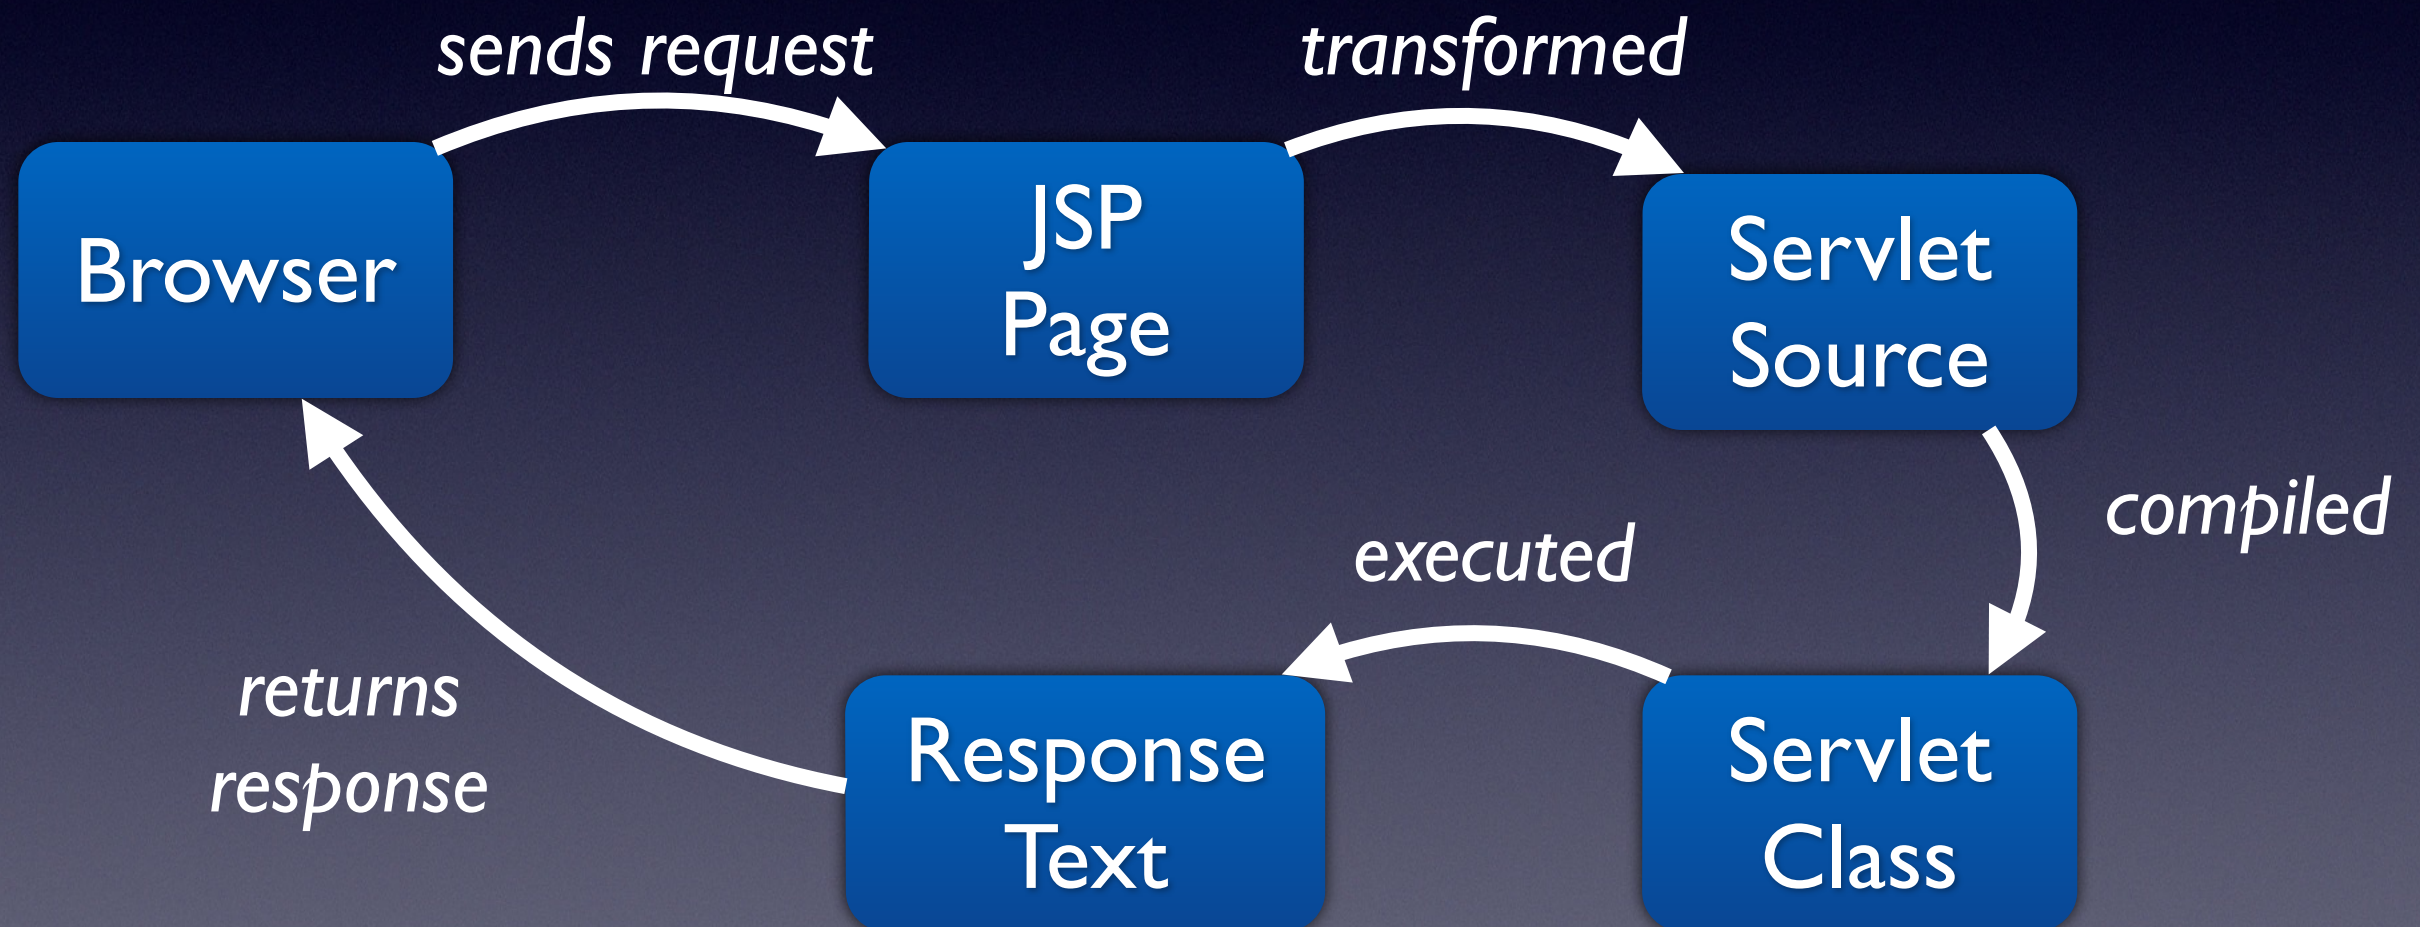 sends request
transformed
Browser
JSP
Page
Servlet
Source
compiled
executed
returns
response
Response
Text
Servlet
Class